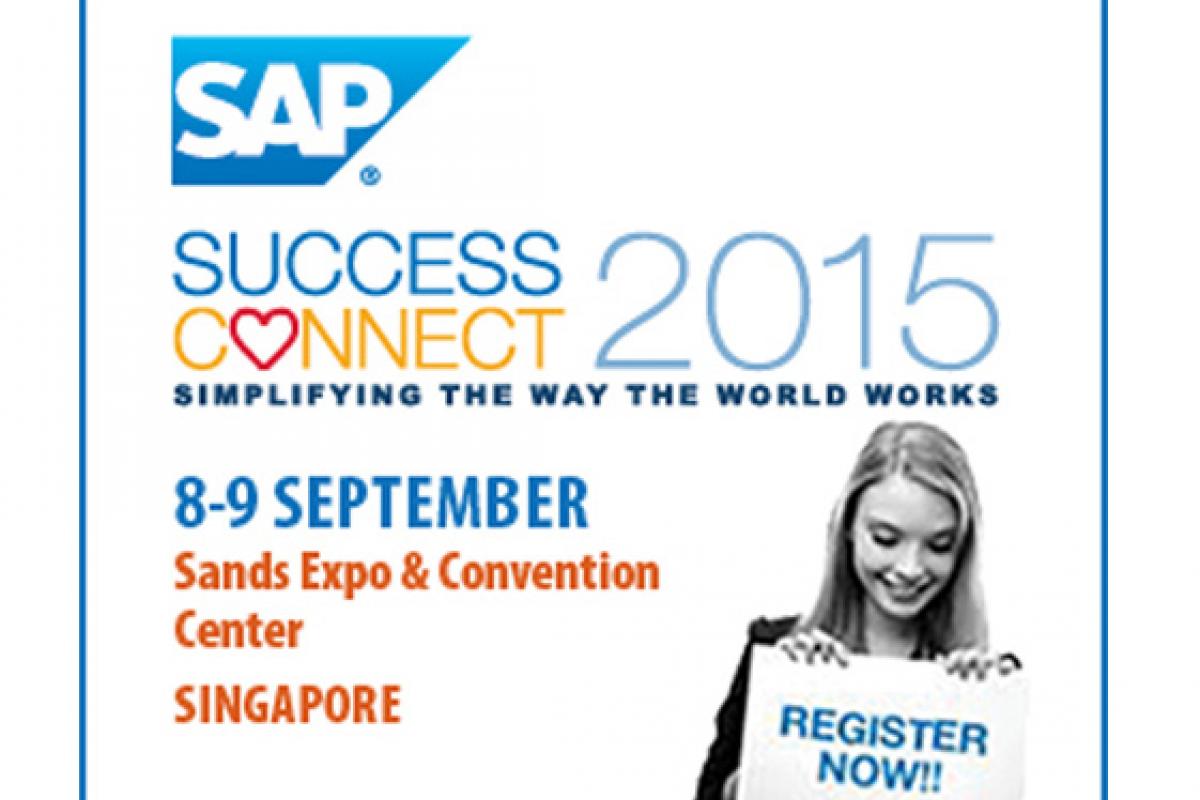 SAP
®
SUCCESS
CONNECT
2015
SIMPLIFYING THE WAY THE WORLD WORKS
8-9 SEPTEMBER
Sands Expo & Convention
Center
SINGAPORE
REGISTER
NOW!!